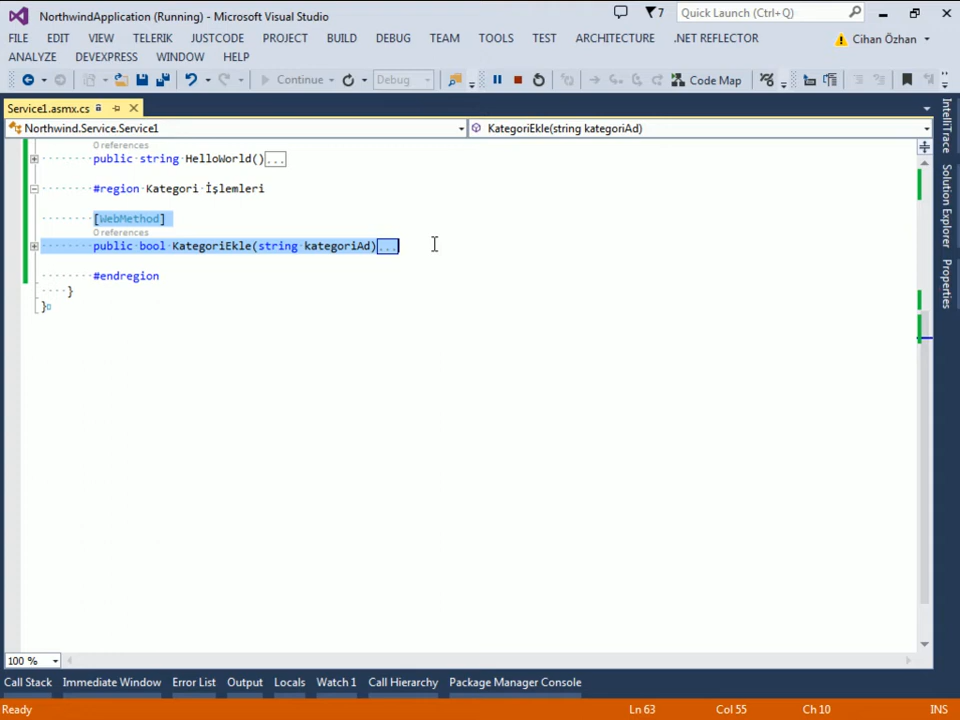 NorthwindApplication (Running) - Microsoft Visual Studio
7
Quick Launch (Ctrl+Q)
FILE EDIT VIEW TELERIK JUSTCODE PROJECT BUILD DEBUG TEAM TOOLS TEST ARCHITECTURE .NET REFLECTOR
Cihan Özhan
ANALYZE DEVEXPRESS WINDOW HELP
Continue
Debug
Code Map
Service1.asmx.cs
Northwind.Service.Service1
KategoriEkle(string kategoriAd)
0 references
public string HelloWorld()...
#region Kategori İşlemleri
[WebMethod]
0 references
public bool KategoriEkle(string kategoriAd)...
#endregion
}
}
IntelliTrace
Solution Explorer
Properties
100 %
Call Stack Immediate Window Error List Output Locals Watch 1 Call Hierarchy Package Manager Console
Ready
Ln 63
Col 55
Ch 10
INS